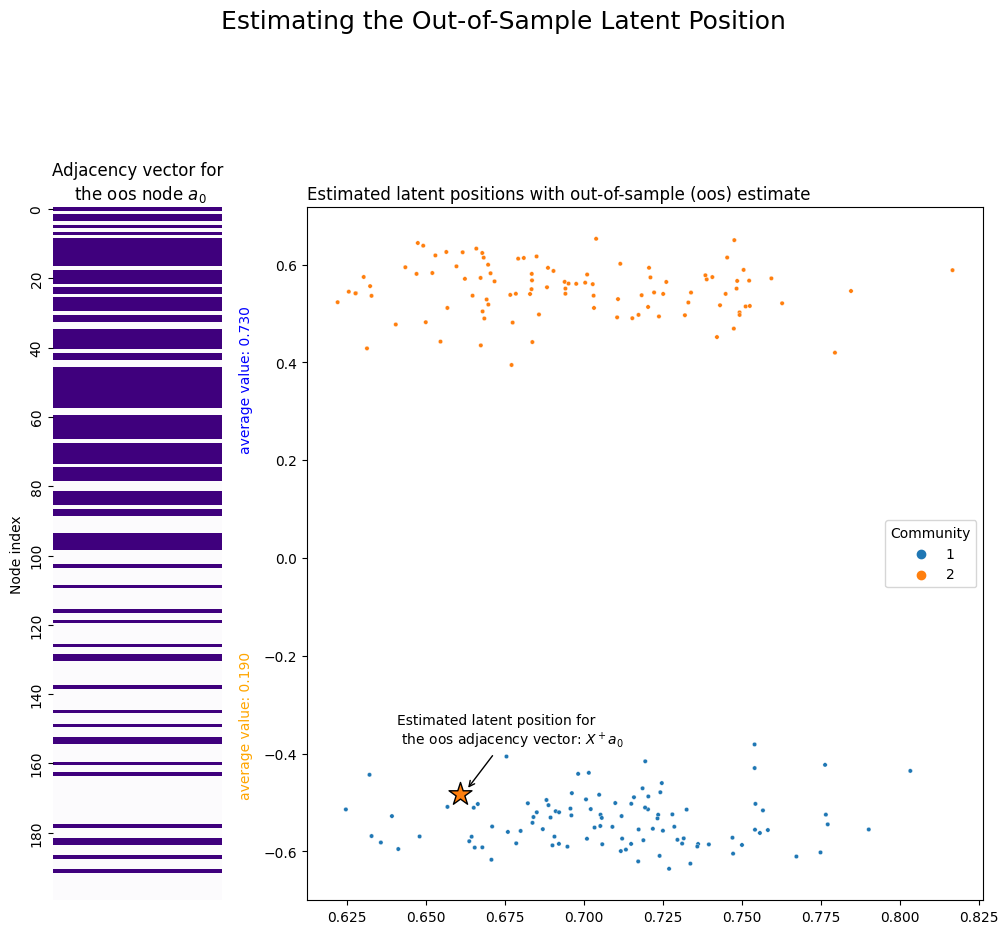 Estimating the Out-of-Sample Latent Position
Adjacency vector for
the oos node a₀
Node index
0
20
40
60
80
100
120
140
160
180
average value: 0.730
average value: 0.190
Estimated latent positions with out-of-sample (oos) estimate
0.6
0.4
0.2
0.0
−0.2
−0.4
−0.6
Estimated latent position for
the oos adjacency vector: X⁺a₀
Community
1
2
0.625
0.650
0.675
0.700
0.725
0.750
0.775
0.800
0.825